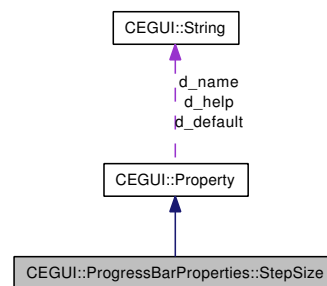 CEGUI::String
d_name
d_help
d_default
CEGUI::Property
CEGUI::ProgressBarProperties::StepSize